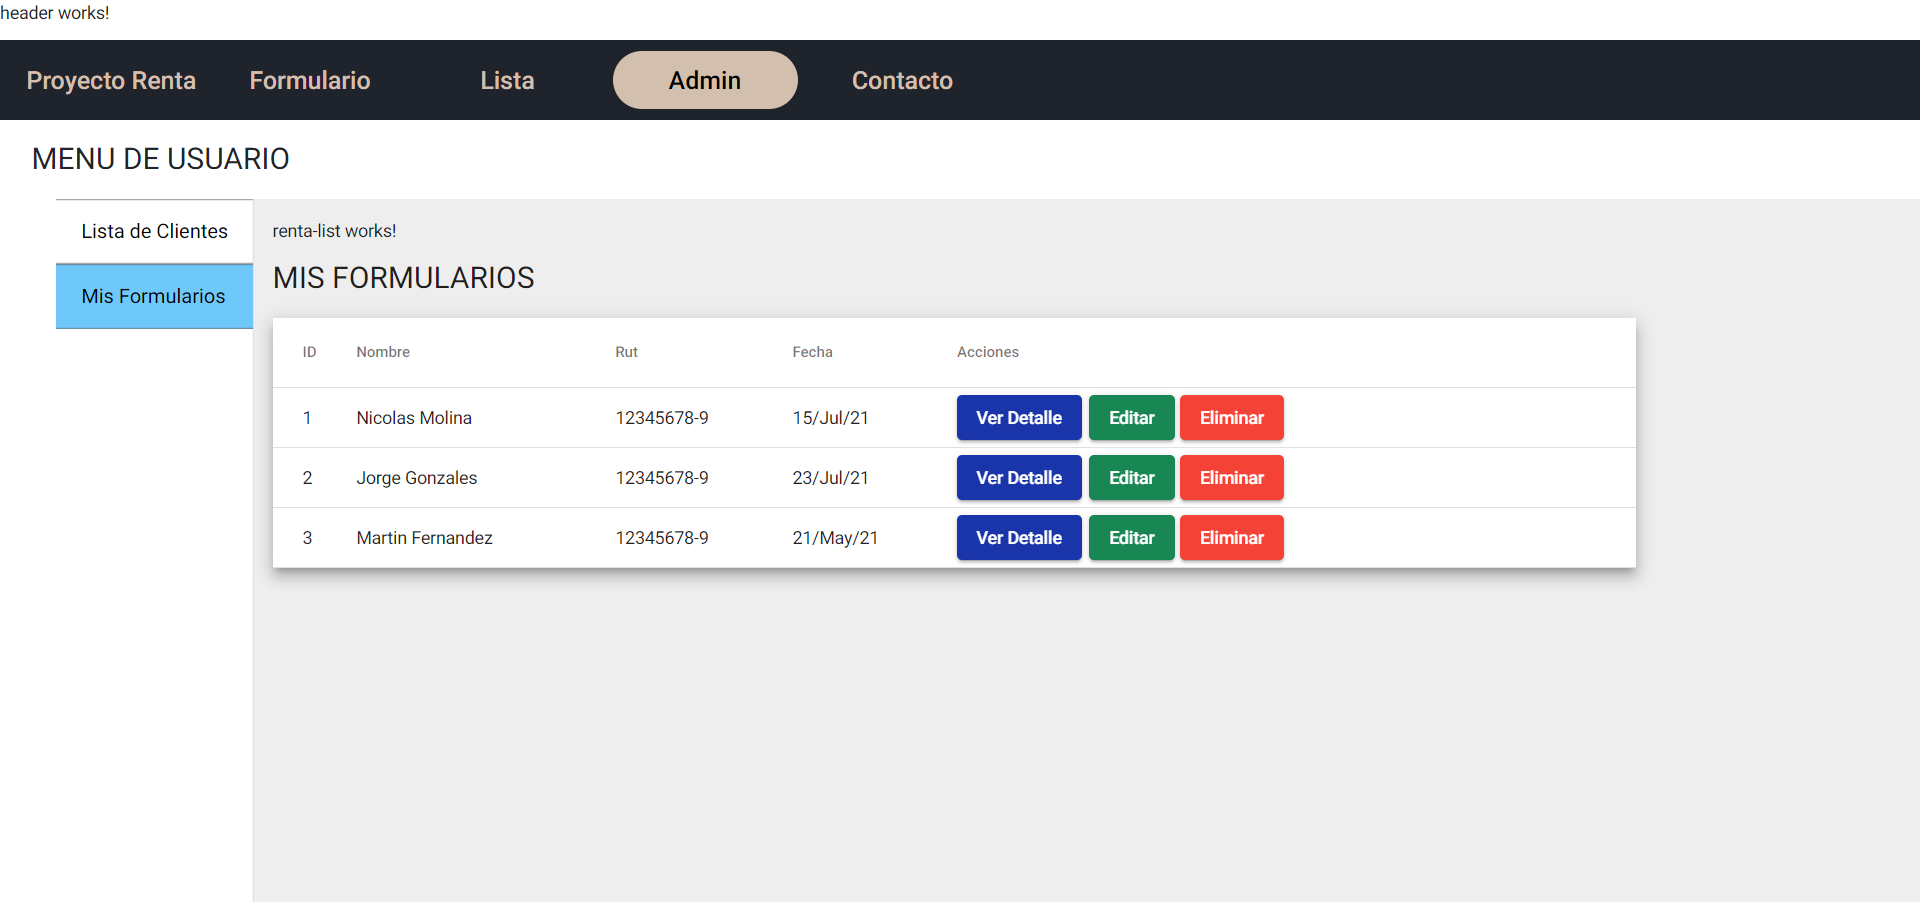 header works!
Proyecto Renta Formulario Lista Admin Contacto
MENU DE USUARIO
Lista de Clientes
Mis Formularios
renta-list works!
MIS FORMULARIOS
ID Nombre Rut Fecha Acciones
1 Nicolas Molina 12345678-9 15/Jul/21 Ver Detalle Editar Eliminar
2 Jorge Gonzales 12345678-9 23/Jul/21 Ver Detalle Editar Eliminar
3 Martin Fernandez 12345678-9 21/May/21 Ver Detalle Editar Eliminar